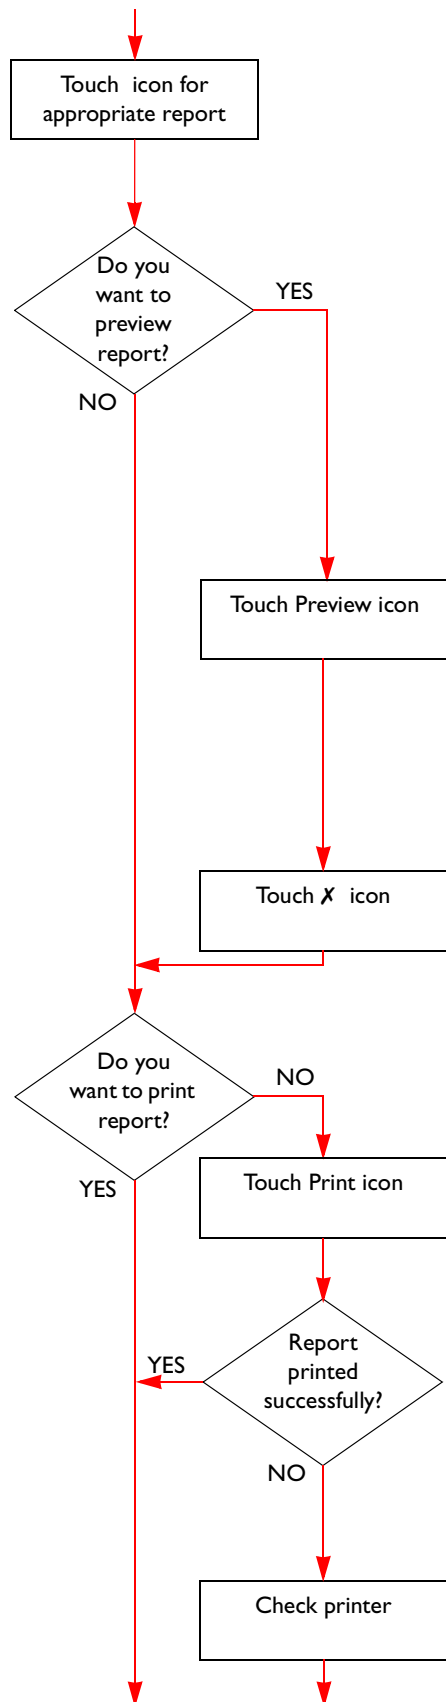 Touch icon for
appropriate report
Do you
want to
preview
report?
YES
NO
Touch Preview icon
Touch ✗ icon
Do you
want to print
report?
NO
YES
Touch Print icon
Report
printed
successfully?
YES
NO
Check printer